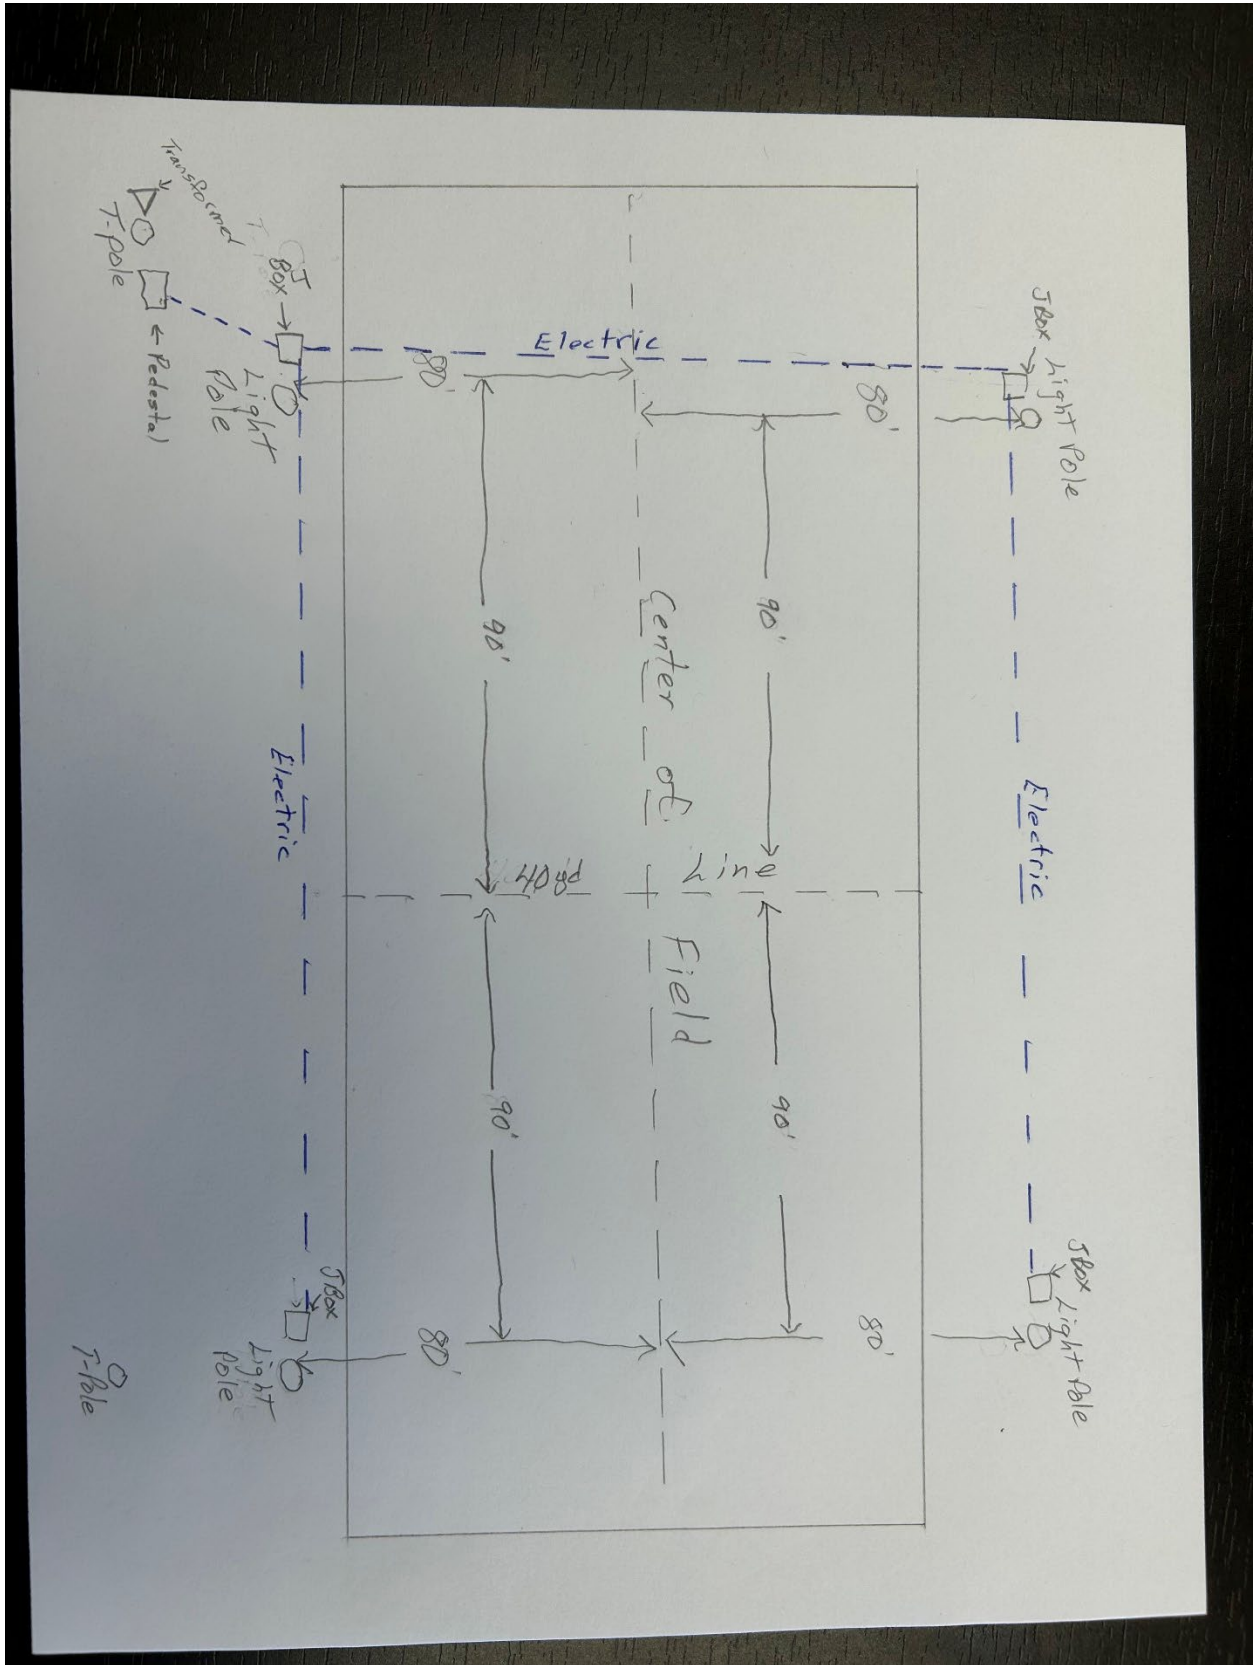 Transformer
T-pole
J
Box
Light
Pole
← Pedestal
80'
Electric
80'
JBox
Light Pole
90'
90'
Center of
Field
40yd Line
Electric
Electric
90'
90'
JBox
Light
Pole
80'
80'
JBox
Light Pole
T-Pole